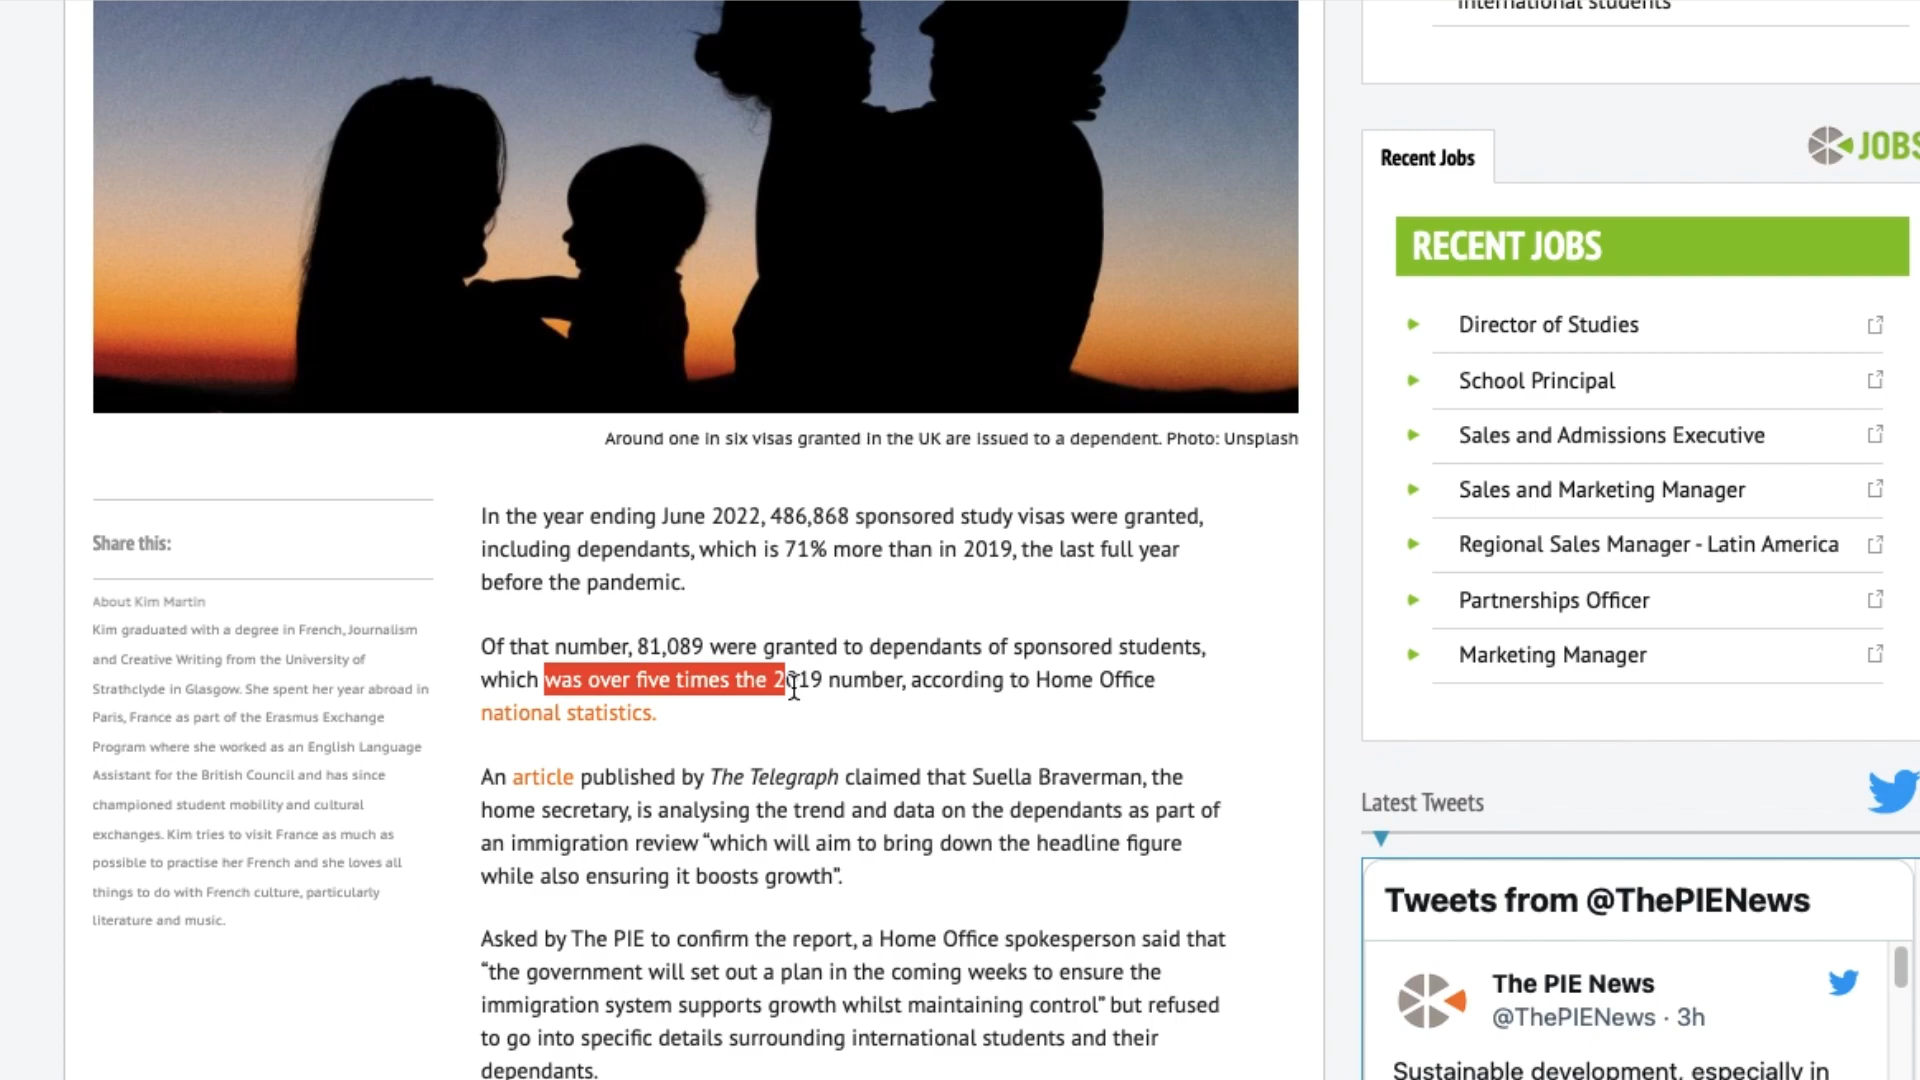 international students
Around one in six visas granted in the UK are issued to a dependent. Photo: Unsplash
Share this:
About Kim Martin
Kim graduated with a degree in French, Journalism
and Creative Writing from the University of
Strathclyde in Glasgow. She spent her year abroad in
Paris, France as part of the Erasmus Exchange
Program where she worked as an English Language
Assistant for the British Council and has since
championed student mobility and cultural
exchanges. Kim tries to visit France as much as
possible to practise her French and she loves all
things to do with French culture, particularly
literature and music.
In the year ending June 2022, 486,868 sponsored study visas were granted,
including dependants, which is 71% more than in 2019, the last full year
before the pandemic.
Of that number, 81,089 were granted to dependants of sponsored students,
which was over five times the 2019 number, according to Home Office
national statistics.
An article published by The Telegraph claimed that Suella Braverman, the
home secretary, is analysing the trend and data on the dependants as part of
an immigration review “which will aim to bring down the headline figure
while also ensuring it boosts growth”.
Asked by The PIE to confirm the report, a Home Office spokesperson said that
“the government will set out a plan in the coming weeks to ensure the
immigration system supports growth whilst maintaining control” but refused
to go into specific details surrounding international students and their
dependants.
Recent Jobs
JOBS
RECENT JOBS
Director of Studies
School Principal
Sales and Admissions Executive
Sales and Marketing Manager
Regional Sales Manager - Latin America
Partnerships Officer
Marketing Manager
Latest Tweets
Tweets from @ThePIENews
The PIE News
@ThePIENews · 3h
Sustainable development, especially in